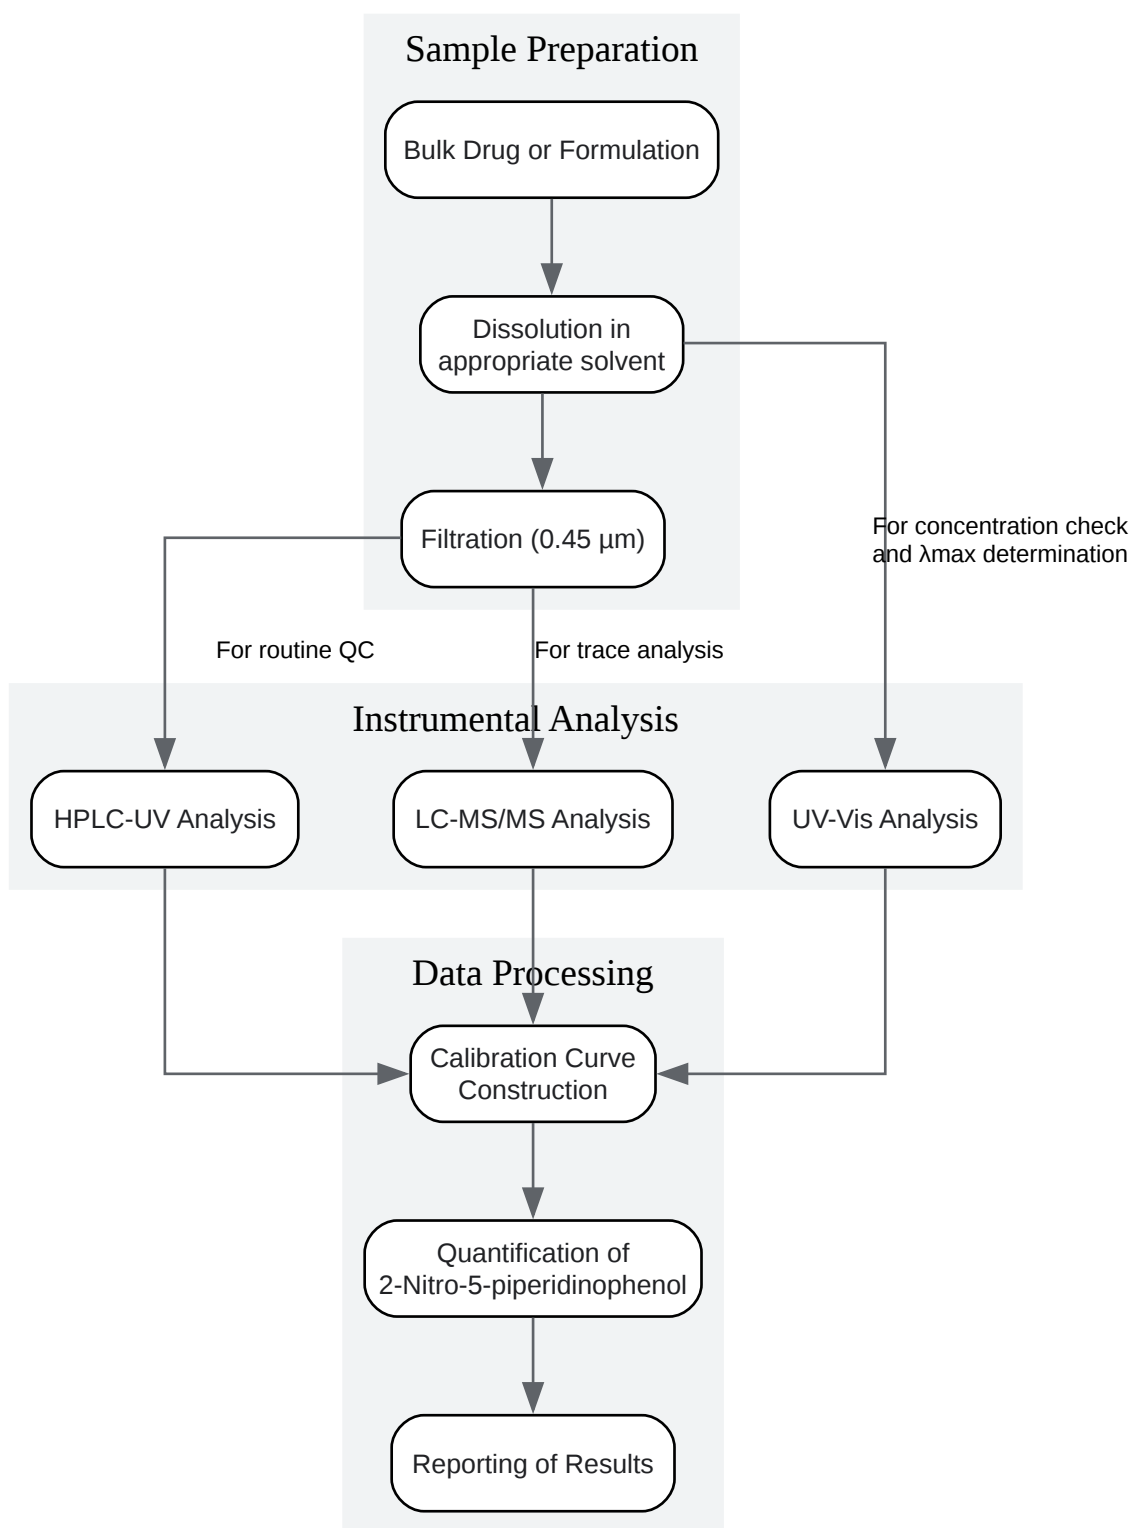 Sample Preparation
Bulk Drug or Formulation
Dissolution in
appropriate solvent
Filtration (0.45 µm)
For concentration check
and λmax determination
For routine QC
For trace analysis
Instrumental Analysis
HPLC-UV Analysis
LC-MS/MS Analysis
UV-Vis Analysis
Data Processing
Calibration Curve
Construction
Quantification of
2-Nitro-5-piperidinophenol
Reporting of Results